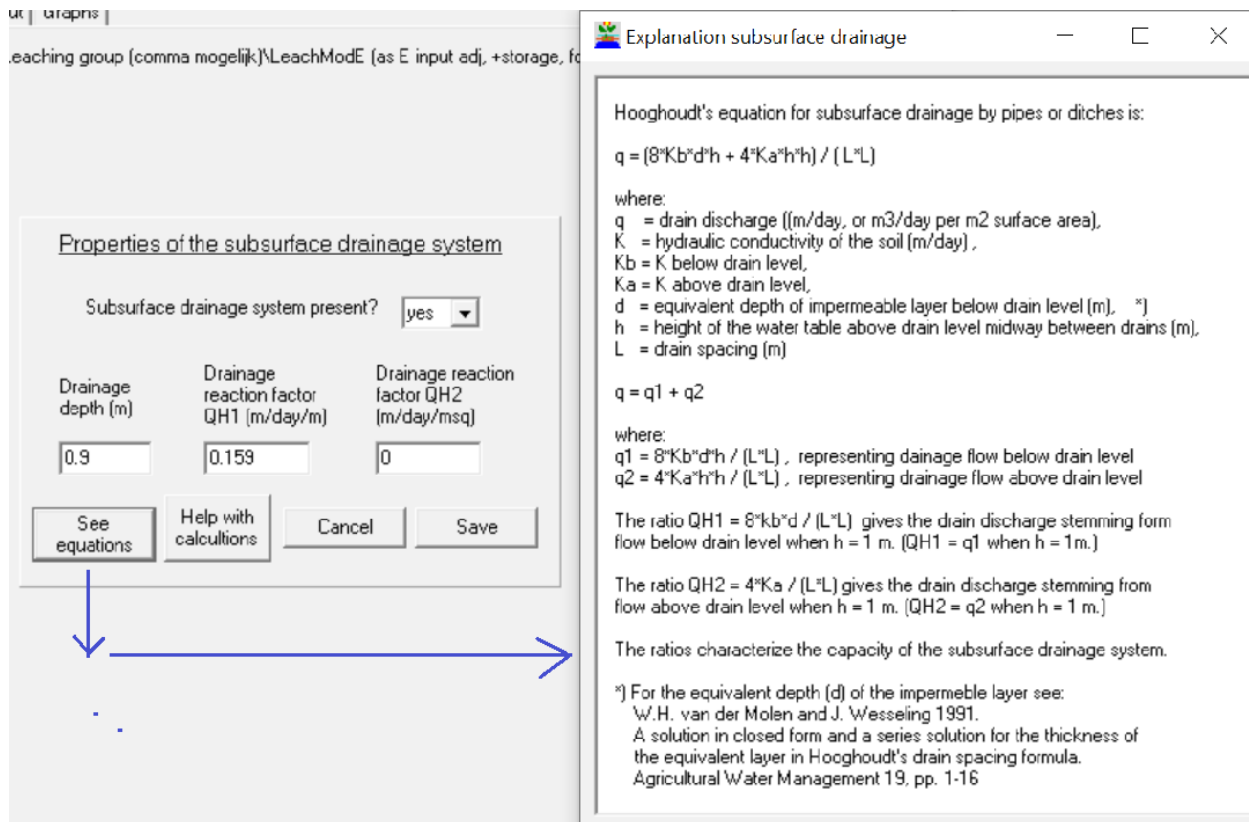 Graphs
Leaching group (comma mogelijk)\LeachModE (as E input adj, +storage,
Properties of the subsurface drainage system
Subsurface drainage system present? yes
Drainage depth (m)
Drainage reaction factor QH1 (m/day/m)
Drainage reaction factor QH2 (m/day/msq)
0.9
0.159
0
See equations
Help with calcultions
Cancel
Save
Explanation subsurface drainage
Hooghoudt's equation for subsurface drainage by pipes or ditches is:
q = (8*Kb*d*h + 4*Ka*h*h) / ( L*L)
where:
q = drain discharge ((m/day, or m3/day per m2 surface area),
K = hydraulic conductivity of the soil (m/day) ,
Kb = K below drain level,
Ka = K above drain level,
d = equivalent depth of impermeable layer below drain level (m), *)
h = height of the water table above drain level midway between drains (m),
L = drain spacing (m)
q = q1 + q2
where:
q1 = 8*Kb*d*h / (L*L) , representing dainage flow below drain level
q2 = 4*Ka*h*h / (L*L) , representing drainage flow above drain level
The ratio QH1 = 8*kb*d / (L*L) gives the drain discharge stemming form
flow below drain level when h = 1 m. (QH1 = q1 when h = 1m.)
The ratio QH2 = 4*Ka / (L*L) gives the drain discharge stemming from
flow above drain level when h = 1 m. (QH2 = q2 when h = 1 m.)
The ratios characterize the capacity of the subsurface drainage system.
*) For the equivalent depth (d) of the impermeble layer see:
W.H. van der Molen and J. Wesseling 1991.
A solution in closed form and a series solution for the thickness of
the equivalent layer in Hooghoudt's drain spacing formula.
Agricultural Water Management 19, pp. 1-16